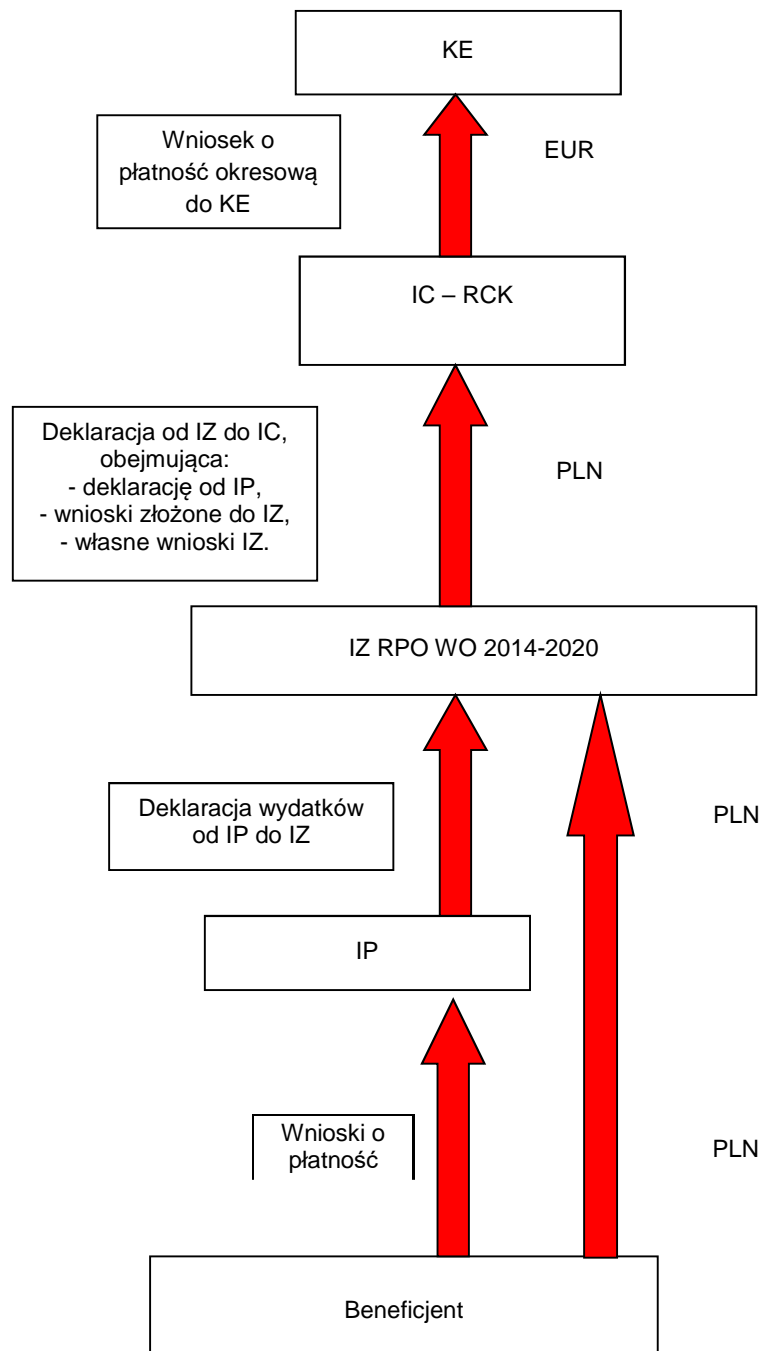 KE
Wniosek o
płatność okresową
do KE
EUR
IC – RCK
Deklaracja od IZ do IC,
obejmująca:
- deklarację od IP,
- wnioski złożone do IZ,
- własne wnioski IZ.
PLN
IZ RPO WO 2014-2020
Deklaracja wydatków
od IP do IZ
PLN
IP
Wnioski o
płatność
PLN
Beneficjent